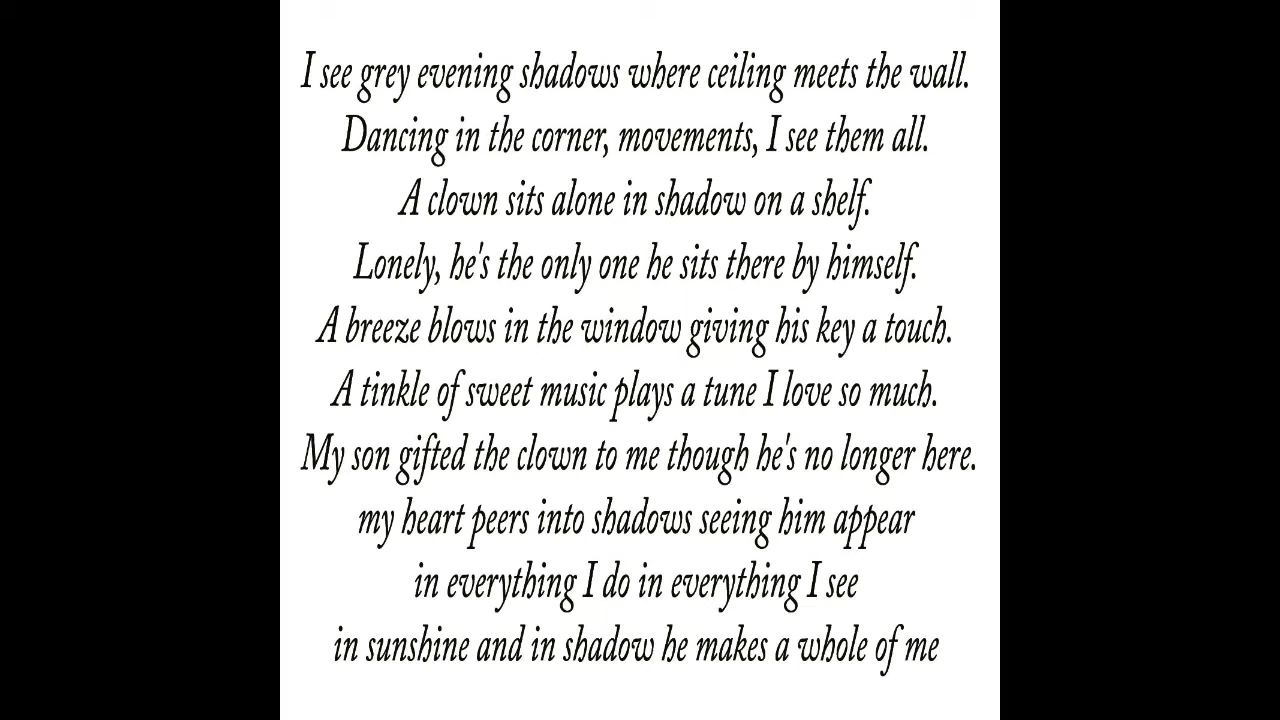 I see grey evening shadows where ceiling meets the wall.
Dancing in the corner, movements, I see them all.
A clown sits alone in shadow on a shelf.
Lonely, he's the only one he sits there by himself.
A breeze blows in the window giving his key a touch.
A tinkle of sweet music plays a tune I love so much.
My son gifted the clown to me though he's no longer here.
my heart peers into shadows seeing him appear
in everything I do in everything I see
in sunshine and in shadow he makes a whole of me